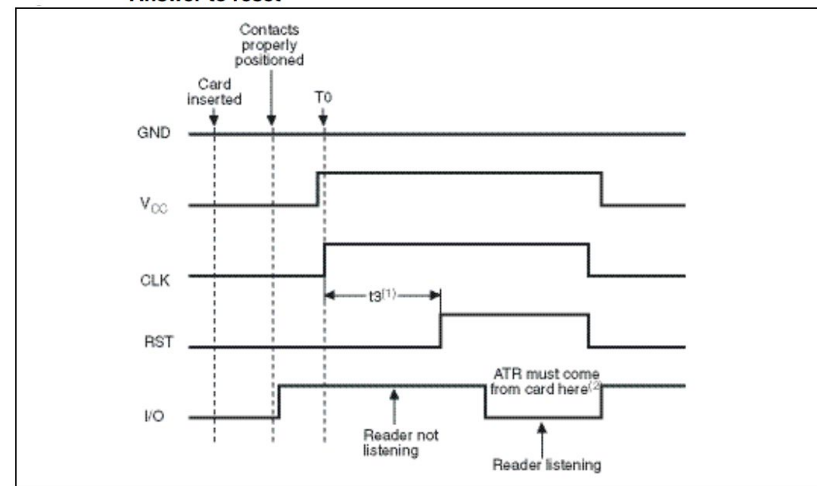 Answer to reset
Contacts
properly
positioned
Card
inserted
T0
GND
VCC
CLK
t3(1)
RST
ATR must come
from card here(2)
I/O
Reader not
listening
Reader listening